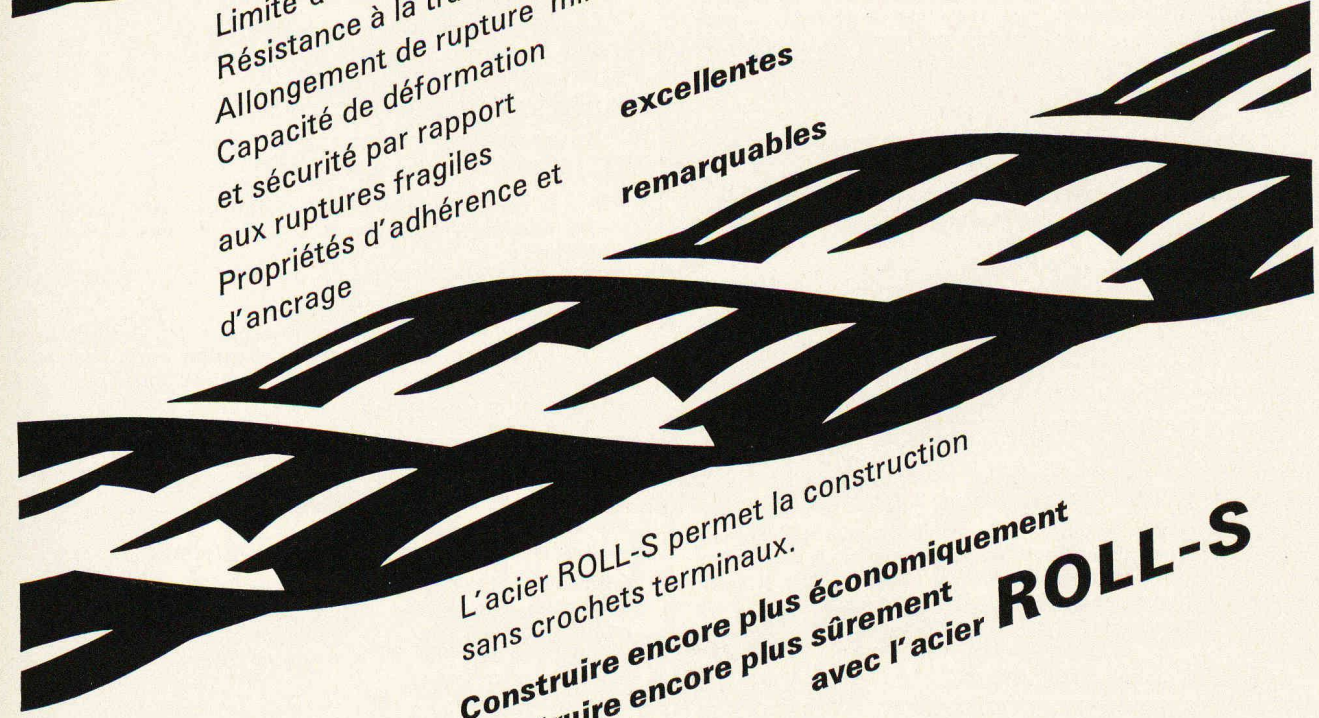 Limite
Résistance à la
Allongement de rupture
Capacité de déformation
et sécurité par rapport
aux ruptures fragiles
excellentes
Propriétés d'adhérence et
d'ancrage
remarquables
L'acier ROLL-S permet la construction
sans crochets terminaux.
Construire encore plus économiquement
encore plus sûrement
avec l'acier ROLL-S